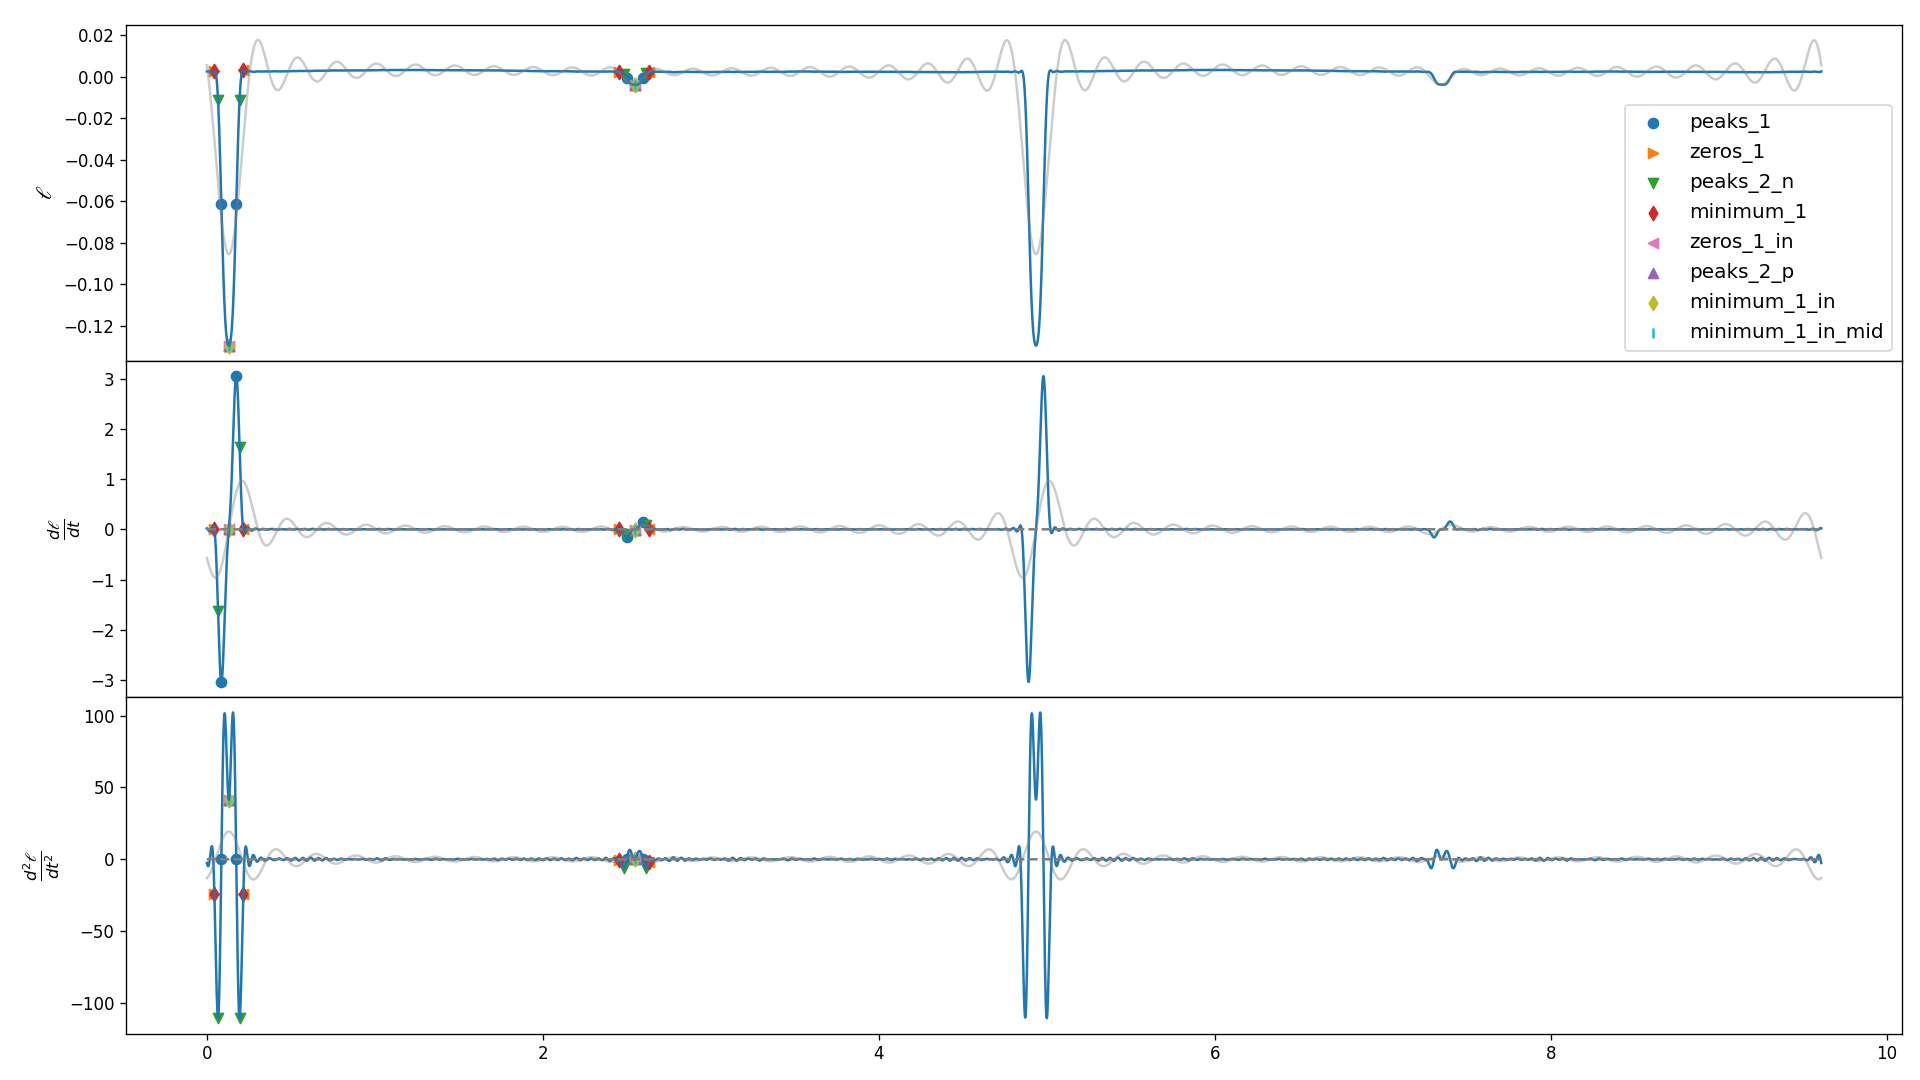 0.02
0.00
−0.02
−0.04
−0.06
−0.08
−0.10
−0.12
ℓ
peaks_1
zeros_1
peaks_2_n
minimum_1
zeros_1_in
peaks_2_p
minimum_1_in
minimum_1_in_mid
3
2
1
0
−1
−2
−3
dℓ/dt
100
50
0
−50
−100
d²ℓ/dt²
0 2 4 6 8 10